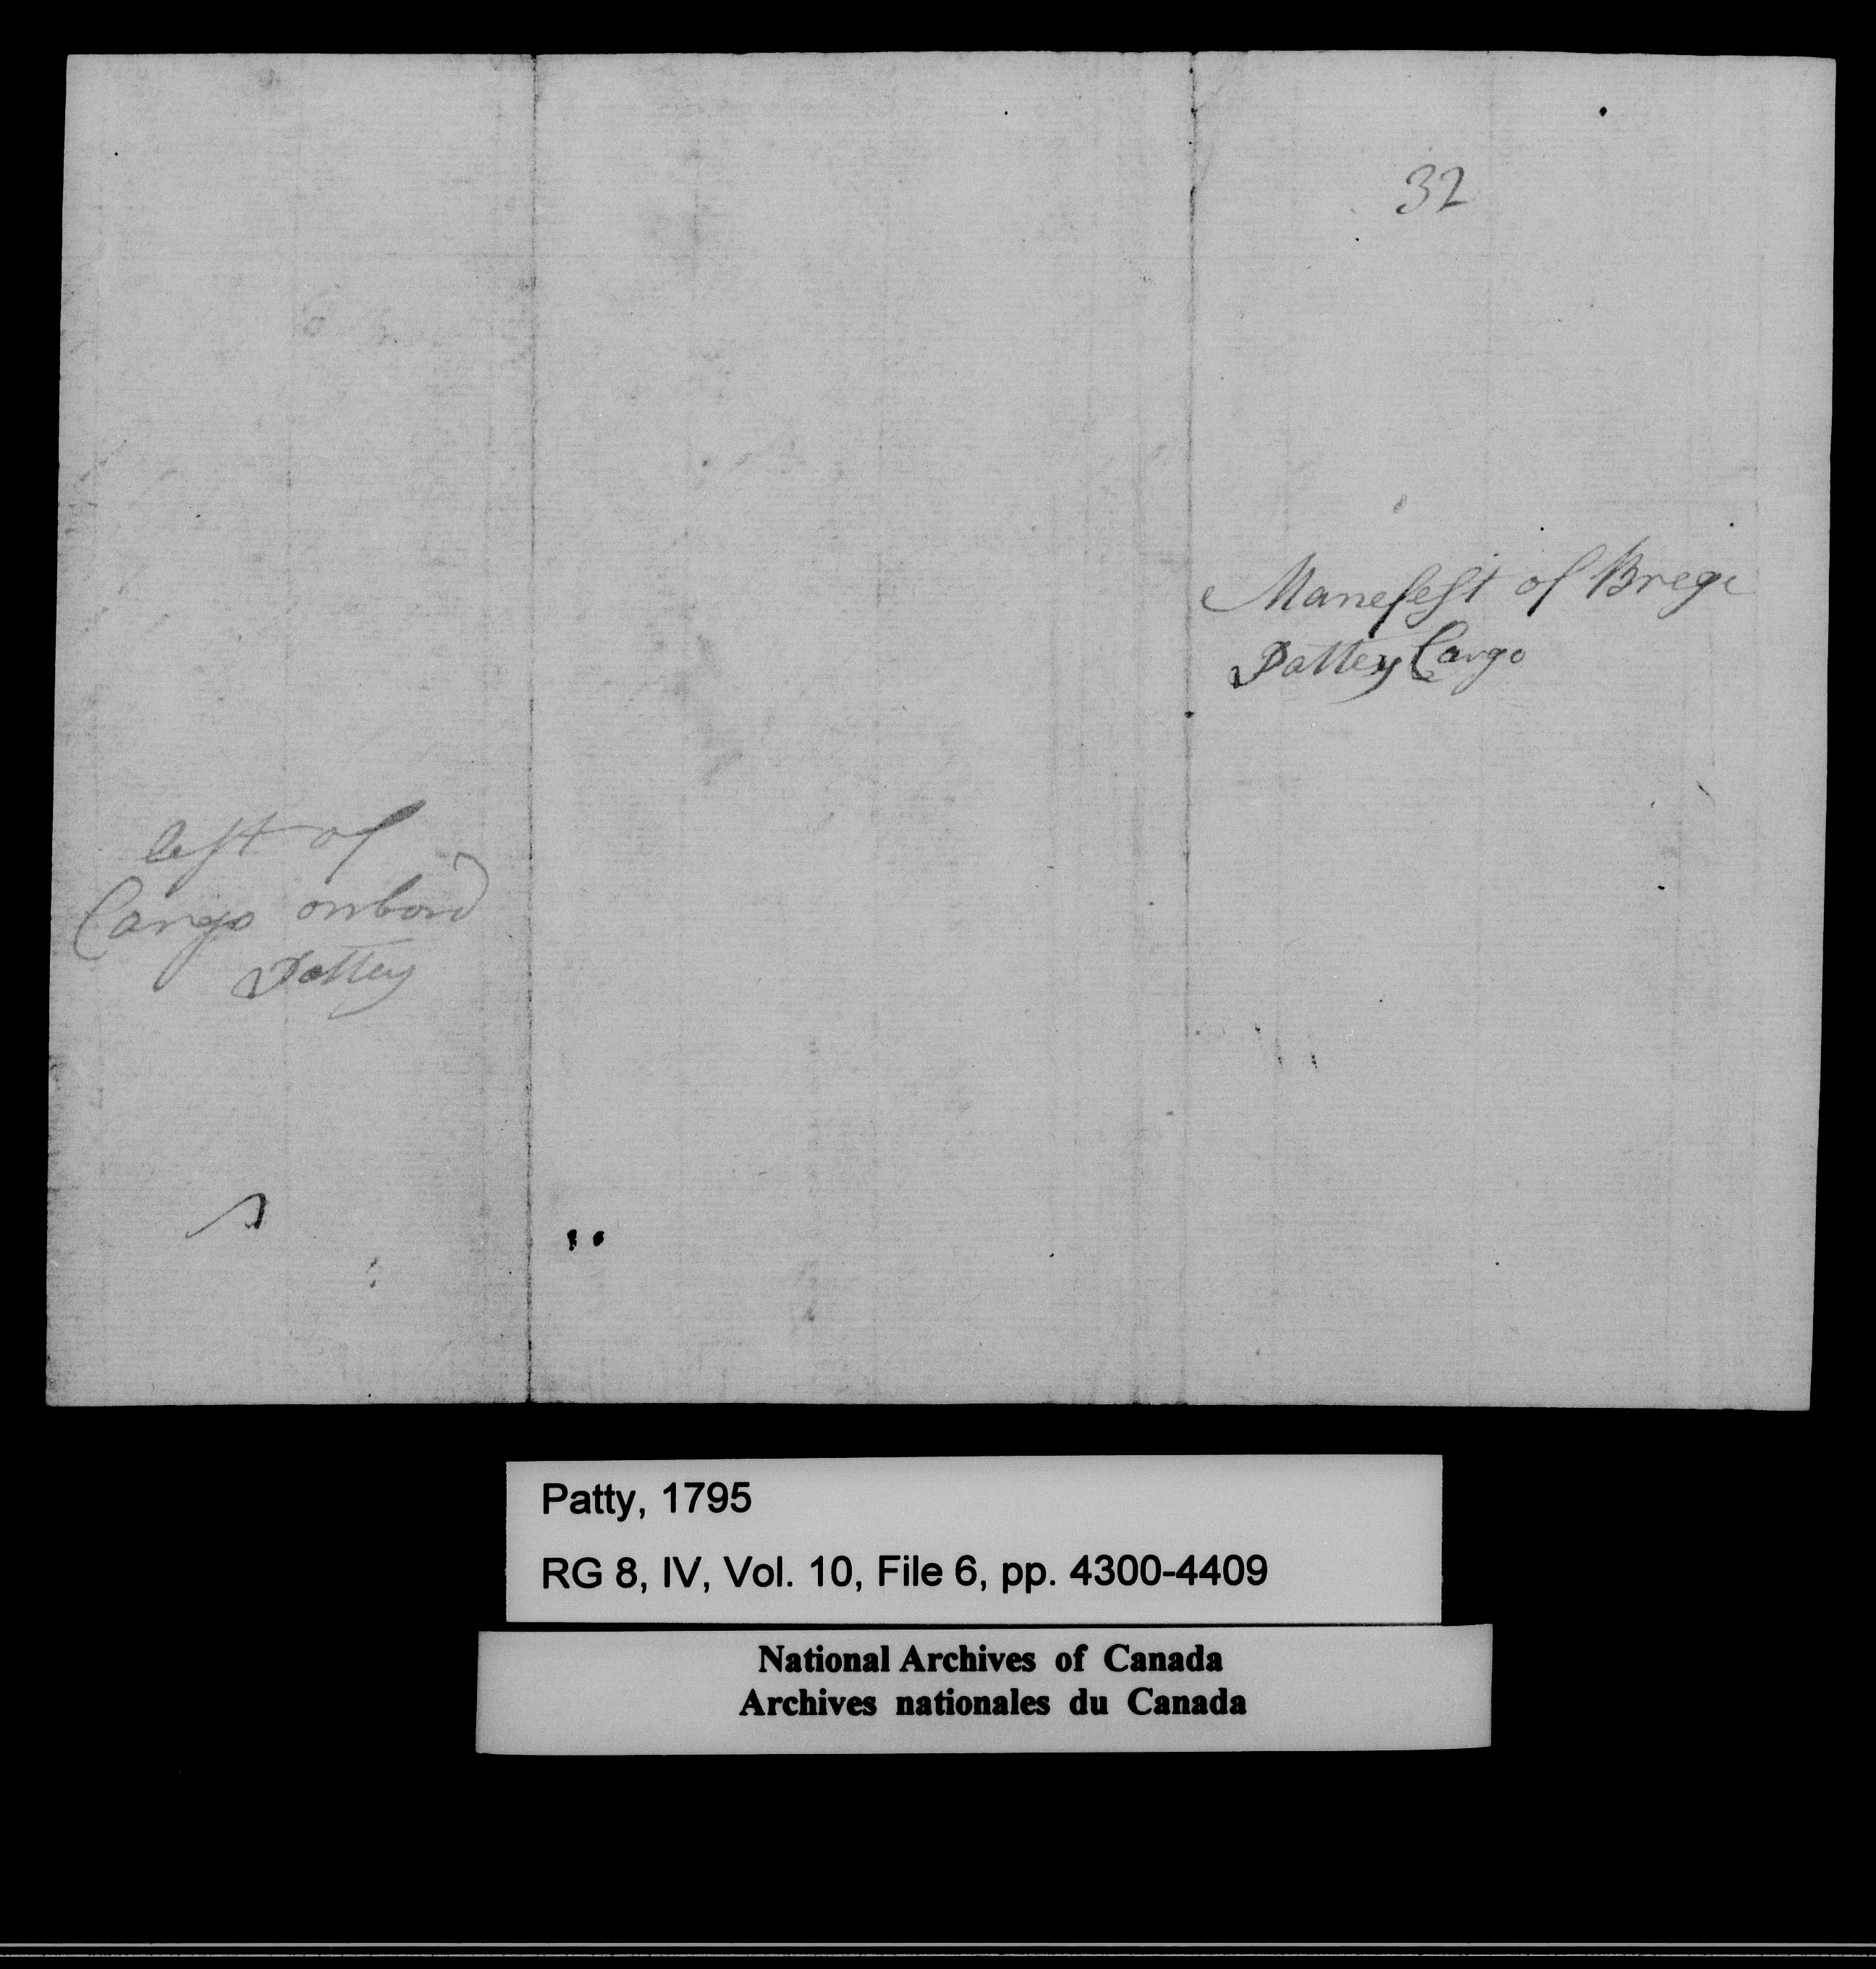 32
Manefest of Brege
Pattey Cargo
left of
Cargo onbord
Pattey
Patty, 1795
RG 8, IV, Vol. 10, File 6, pp. 4300-4409
National Archives of Canada
Archives nationales du Canada